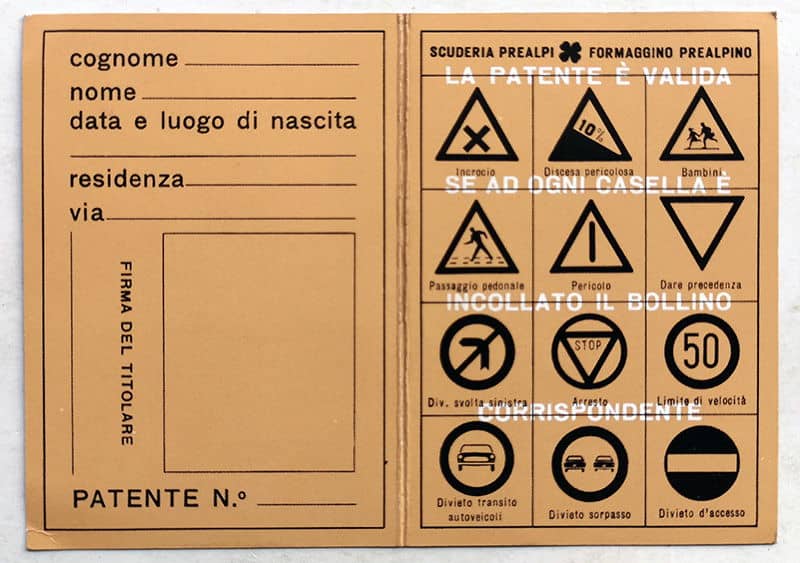 cognome
nome
data e luogo di nascita
residenza
via
FIRMA DEL TITOLARE
PATENTE N.º
SCUDERIA PREALPI FORMAGGINO PREALPINO
LA PATENTE È VALIDA
10%
Incrocio Discesa pericolosa Bambini
SE AD OGNI CASELLA È
Passaggio pedonale Pericolo Dare precedenza
INCOLLATO IL BOLLINO
STOP 50
Div. svolta sinistra Arresto Limite di velocità
CORRISPONDENTE
Divieto transito autoveicoli Divieto sorpasso Divieto d'accesso